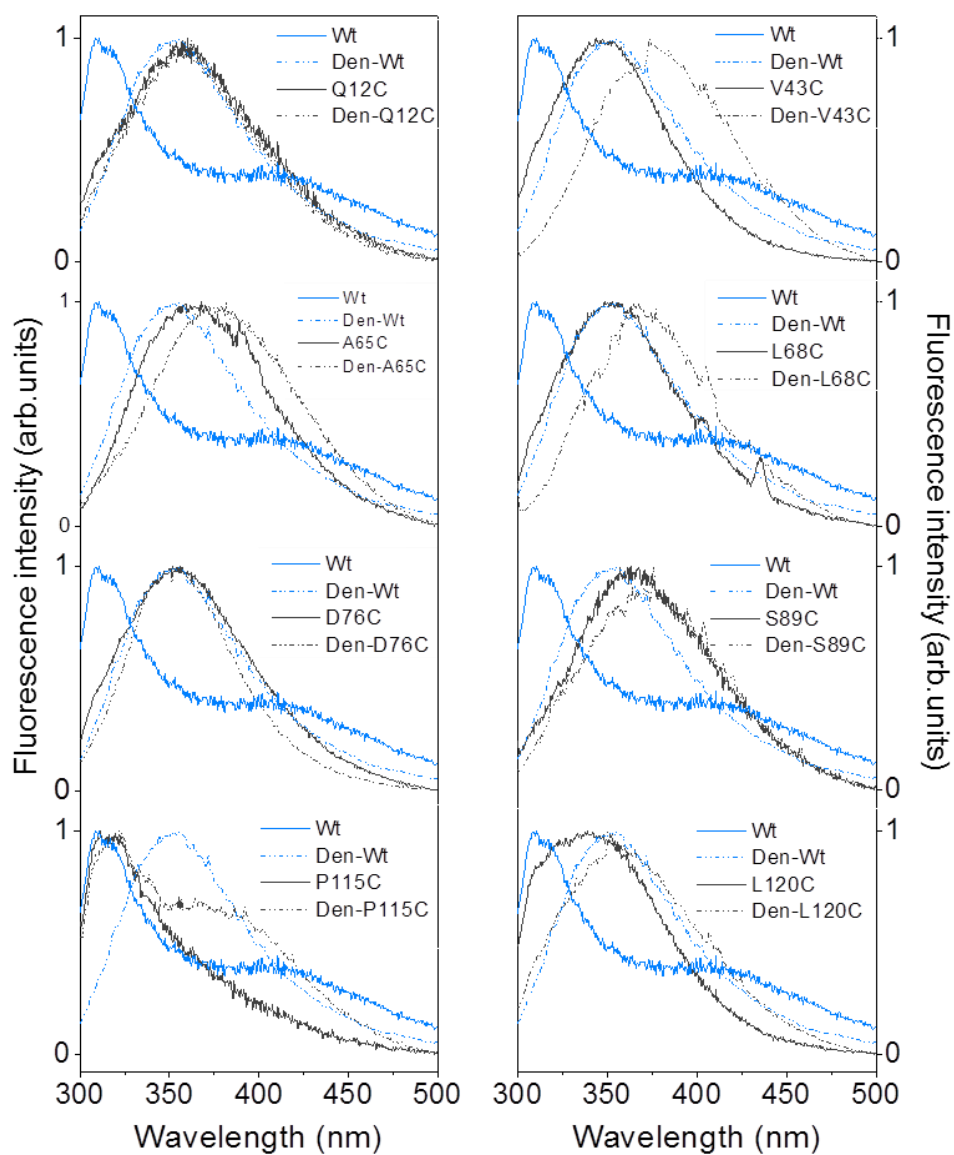 1
0
Wt
Den-Wt
Q12C
Den-Q12C
1
0
Wt
Den-Wt
V43C
Den-V43C
1
0
Wt
Den-Wt
A65C
Den-A65C
1
0
Wt
Den-Wt
L68C
Den-L68C
1
0
Wt
Den-Wt
D76C
Den-D76C
1
0
Wt
Den-Wt
S89C
Den-S89C
1
0
Wt
Den-Wt
P115C
Den-P115C
1
0
Wt
Den-Wt
L120C
Den-L120C
300 350 400 450 500
300 350 400 450 500
Wavelength (nm)
Wavelength (nm)
Fluorescence intensity (arb.units)
Fluorescence intensity (arb.units)